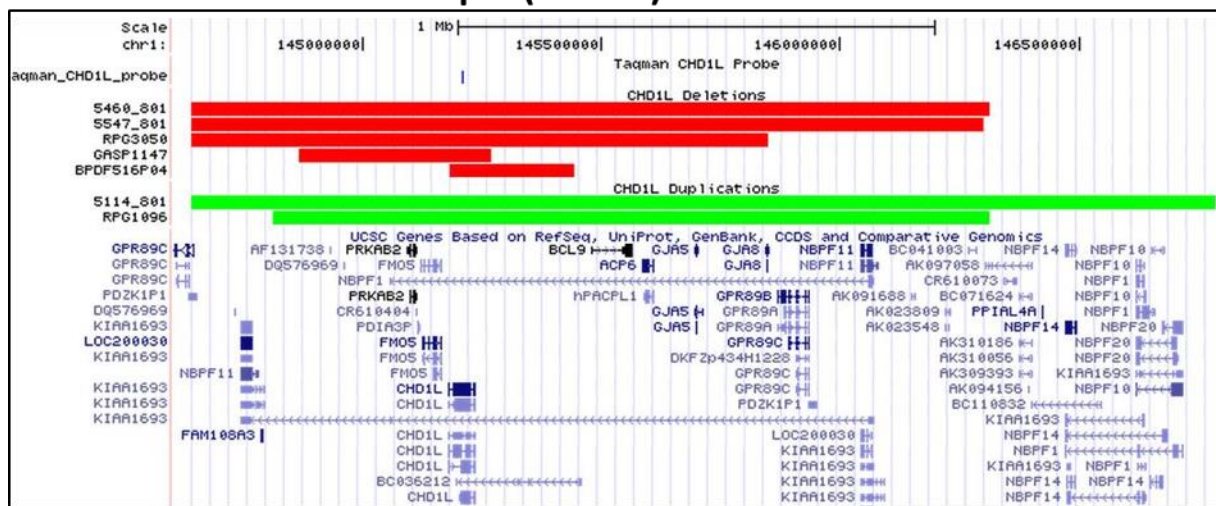 Scale 1 Mb
chr1: 145000000 145500000 146000000 146500000
Taqman CHD1L Probe
aqman_CHD1L_probe
CHD1L Deletions
5460_801
5547_801
RPG3050
GASP1147
BPDF516P04
CHD1L Duplications
5114_801
RPG1096
UCSC Genes Based on RefSeq, UniProt, GenBank, CCDS and Comparative Genomics
GPR89C AF131738 PRKAB2 BCL9 GJA5 GJA8 NBPF11 BC041003 NBPF14 NBPF10
GPR89C DQ576969 FMO5 ACP6 GJA8 NBPF11 AK097058 NBPF10
GPR89C NBPF1 CR610073 NBPF1
PDZK1P1 PRKAB2 hPACPL1 GPR89B AK091688 BC071624 NBPF10
DQ576969 CR610404 GJA5 GPR89A AK023809 PPIAL4A NBPF1
KIAA1693 PDIA3P GJA5 GPR89A AK023548 NBPF14 NBPF20
LOC200030 FMO5 GPR89C AK310186 NBPF20
KIAA1693 FMO5 DKFZp434H1228 AK310056 NBPF20
NBPF11 FMO5 GPR89C AK309393 KIAA1693
KIAA1693 CHD1L GPR89C AK094156 NBPF10
KIAA1693 CHD1L PDZK1P1 BC110832
KIAA1693 KIAA1693
FAM108A3 CHD1L LOC200030 NBPF14
CHD1L KIAA1693 NBPF1
CHD1L KIAA1693 KIAA1693 NBPF1
BC036212 KIAA1693 NBPF14 NBPF14
CHD1L KIAA1693 NBPF14